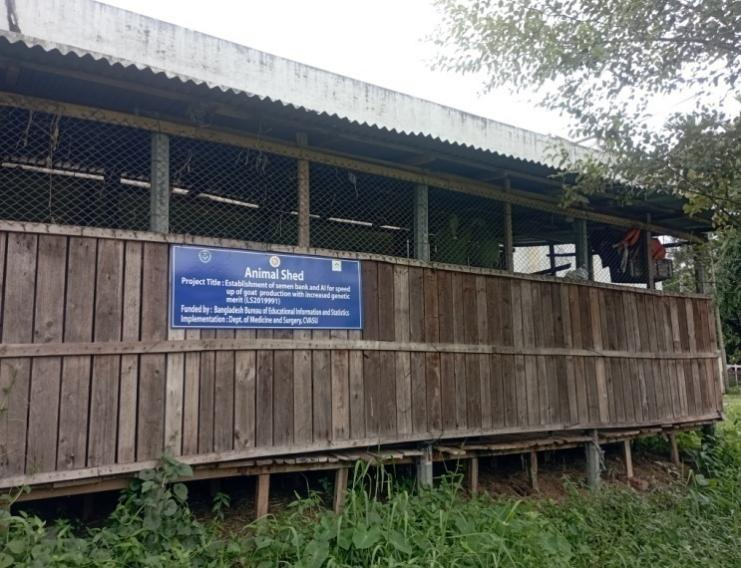 Animal Shed
Project Title : Establishment of semen bank and AI for speed
up of goat production with increased genetic
merit (LS2019991)
Funded by : Bangladesh Bureau of Educational Information and Statistics
Implementation : Dept. of Medicine and Surgery, CVASU